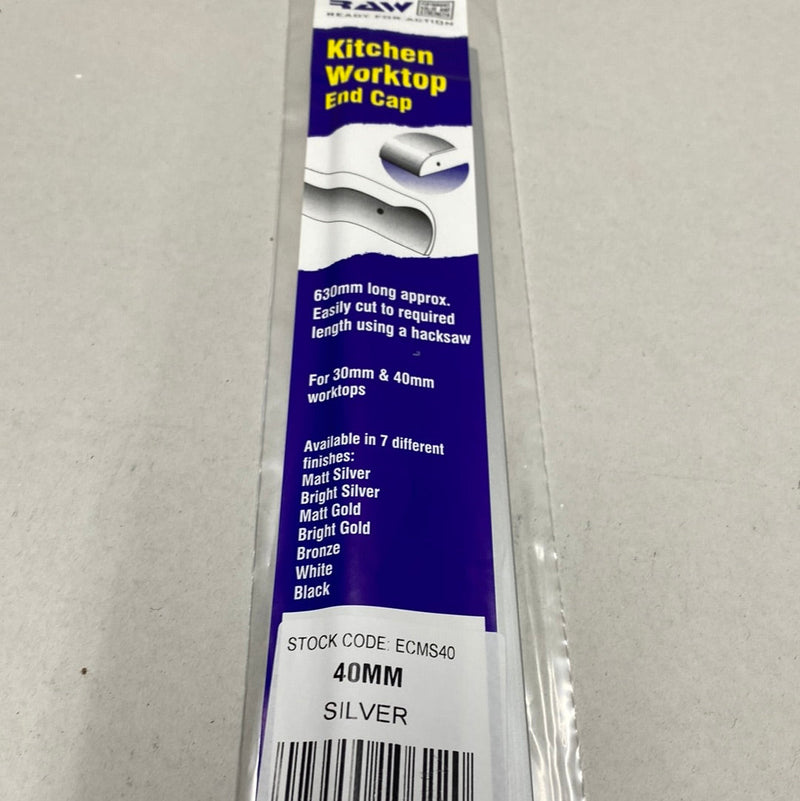 RAW
READY FOR ACTION
Kitchen
Worktop
End Cap
630mm long approx.
Easily cut to required
length using a hacksaw
For 30mm & 40mm
worktops
Available in 7 different
finishes:
Matt Silver
Bright Silver
Matt Gold
Bright Gold
Bronze
White
Black
STOCK CODE: ECMS40
40MM
SILVER